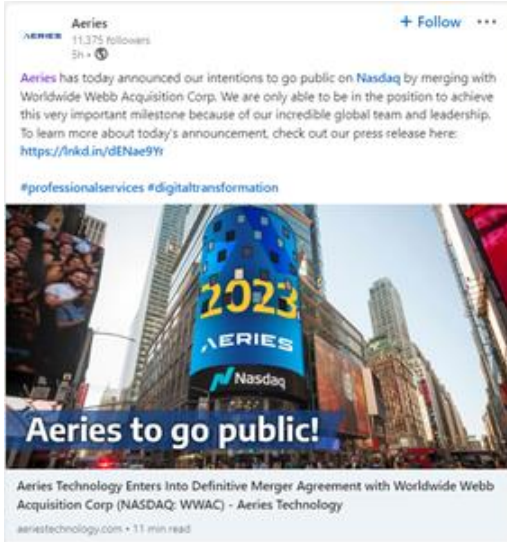 AERIES
Aeries
11,375 followers
5h •
+ Follow •••
Aeries has today announced our intentions to go public on Nasdaq by merging with
Worldwide Webb Acquisition Corp. We are only able to be in the position to achieve
this very important milestone because of our incredible global team and leadership.
To learn more about today's announcement, check out our press release here:
https://lnkd.in/dENae9Yr
#professionalservices #digitaltransformation
2023
AERIES
Nasdaq
Aeries to go public!
Aeries Technology Enters Into Definitive Merger Agreement with Worldwide Webb
Acquisition Corp (NASDAQ: WWAC) - Aeries Technology
aeriestechnology.com • 11 min read